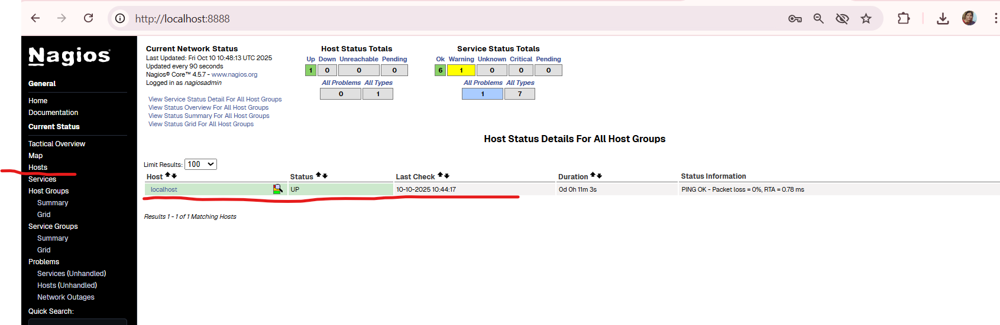 http://localhost:8888
Nagios®
General
Home
Documentation
Current Status
Tactical Overview
Map
Hosts
Services
Host Groups
Summary
Grid
Service Groups
Summary
Grid
Problems
Services (Unhandled)
Hosts (Unhandled)
Network Outages
Quick Search:
Current Network Status
Last Updated: Fri Oct 10 10:48:13 UTC 2025
Updated every 90 seconds
Nagios® Core™ 4.5.7 - www.nagios.org
Logged in as nagiosadmin
View Service Status Detail For All Host Groups
View Status Overview For All Host Groups
View Status Summary For All Host Groups
View Status Grid For All Host Groups
Host Status Totals
Up Down Unreachable Pending
1 0 0 0
All Problems All Types
0 1
Service Status Totals
Ok Warning Unknown Critical Pending
6 1 0 0 0
All Problems All Types
1 7
Host Status Details For All Host Groups
Limit Results: 100
Host Status Last Check Duration Status Information
localhost UP 10-10-2025 10:44:17 0d 0h 11m 3s PING OK - Packet loss = 0%, RTA = 0.78 ms
Results 1 - 1 of 1 Matching Hosts